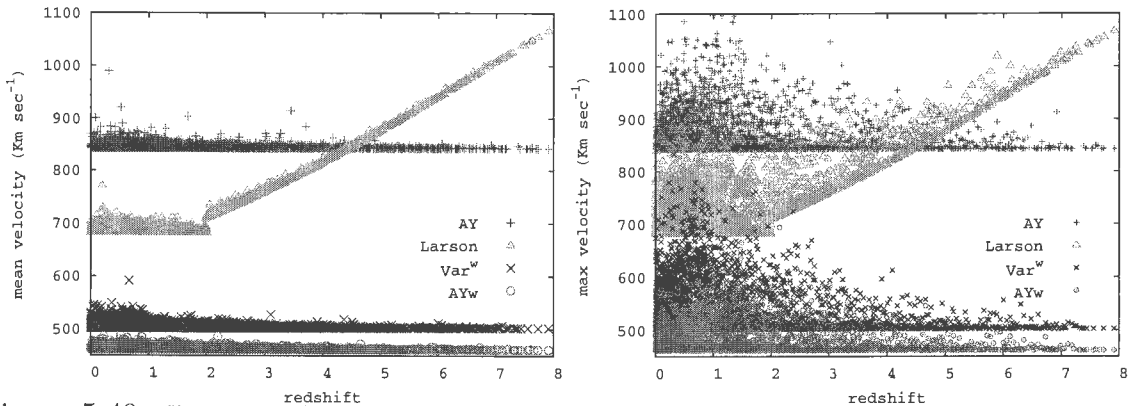 1100
1000
900
800
700
600
500
mean velocity (Km sec⁻¹)
AY
Larson
Varʷ
AYw
0 1 2 3 4 5 6 7 8
redshift
1100
1000
900
800
700
600
500
max velocity (Km sec⁻¹)
AY
Larson
Varʷ
AYw
0 1 2 3 4 5 6 7 8
redshift